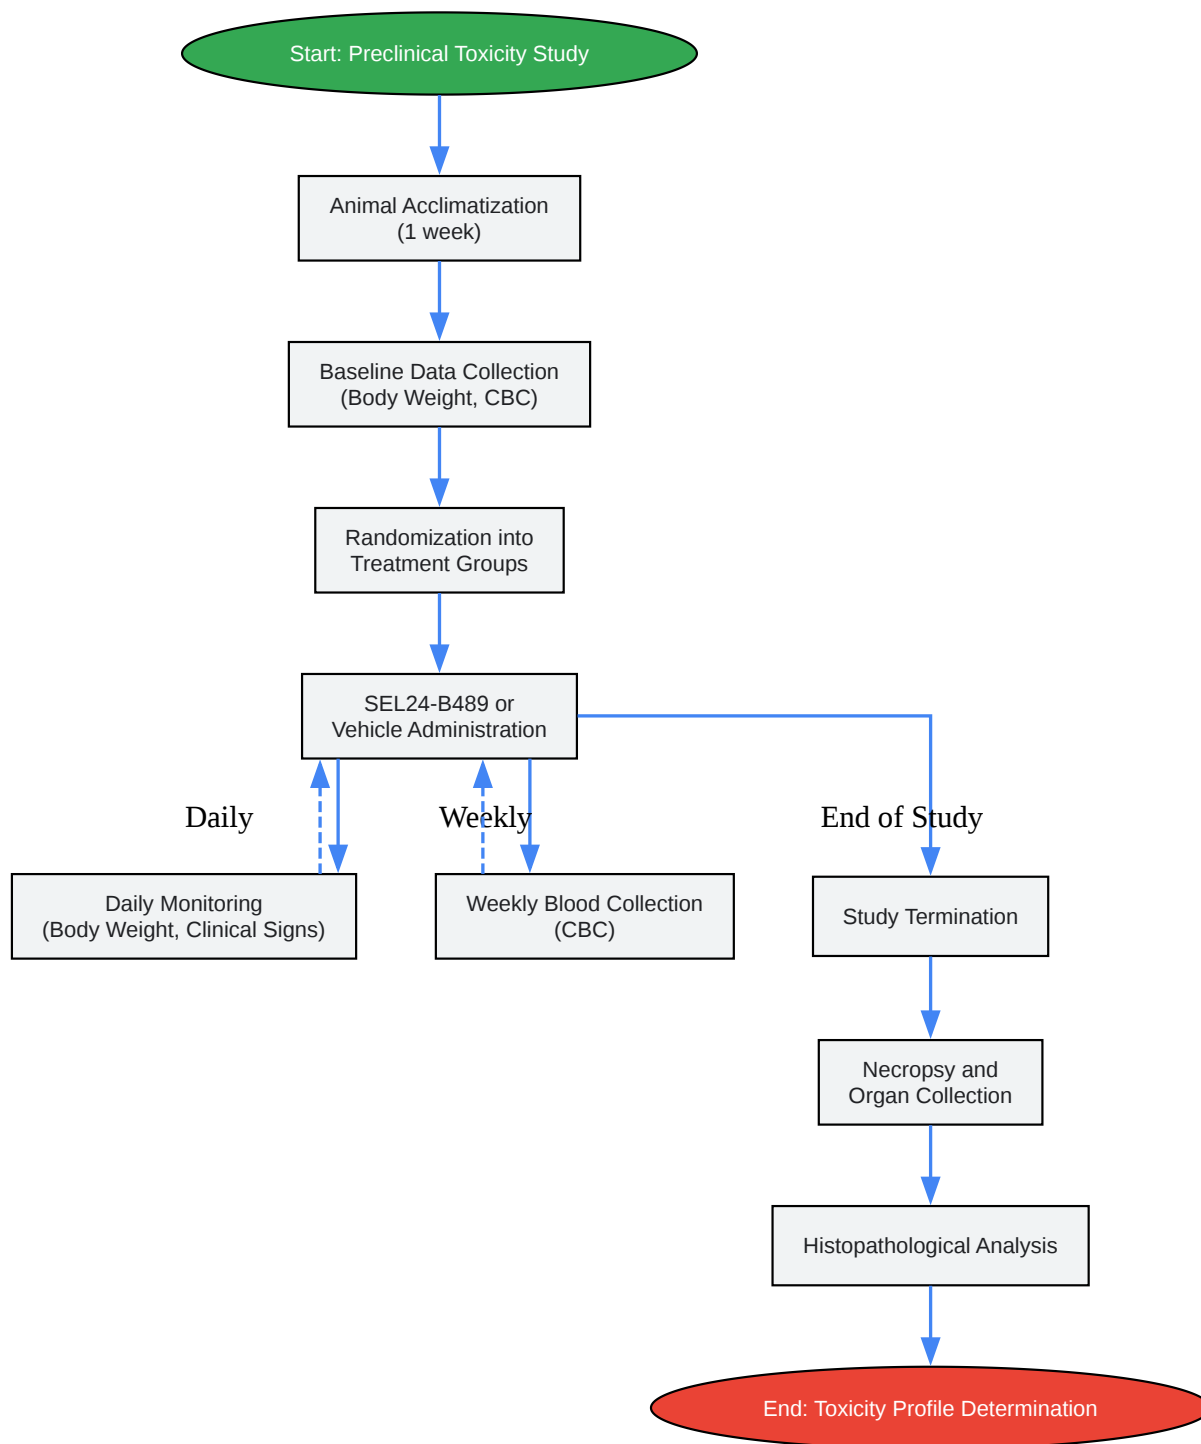 Start: Preclinical Toxicity Study
Animal Acclimatization
(1 week)
Baseline Data Collection
(Body Weight, CBC)
Randomization into
Treatment Groups
SEL24-B489 or
Vehicle Administration
Daily
Weekly
End of Study
Daily Monitoring
(Body Weight, Clinical Signs)
Weekly Blood Collection
(CBC)
Study Termination
Necropsy and
Organ Collection
Histopathological Analysis
End: Toxicity Profile Determination